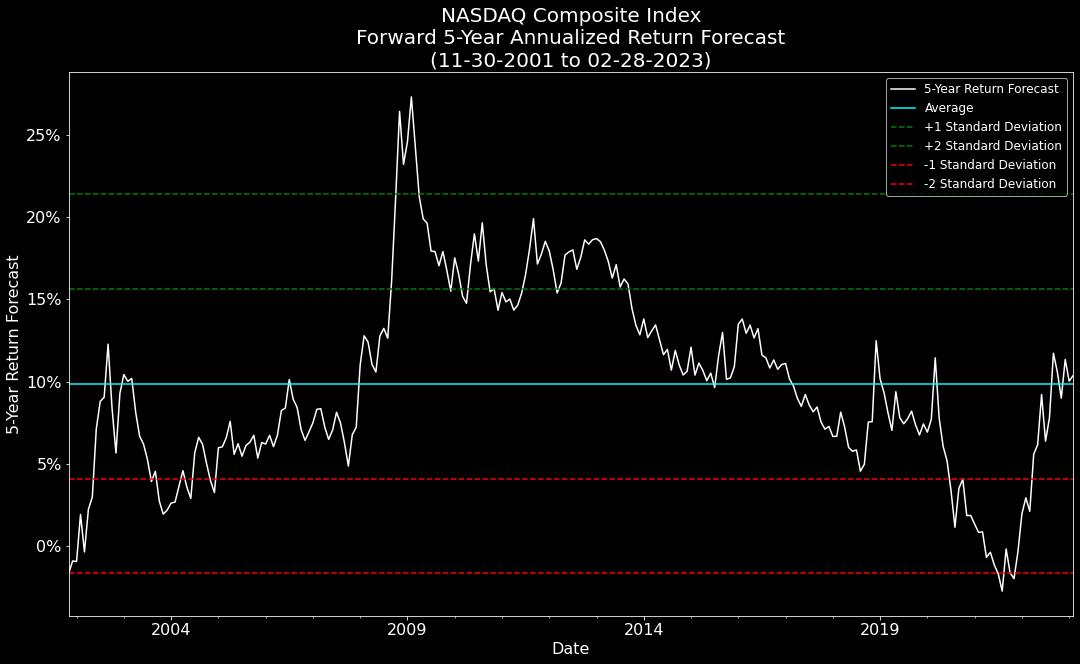 NASDAQ Composite Index
Forward 5-Year Annualized Return Forecast
(11-30-2001 to 02-28-2023)
5-Year Return Forecast
Average
+1 Standard Deviation
+2 Standard Deviation
-1 Standard Deviation
-2 Standard Deviation
5-Year Return Forecast
25%
20%
15%
10%
5%
0%
2004
2009
2014
2019
Date